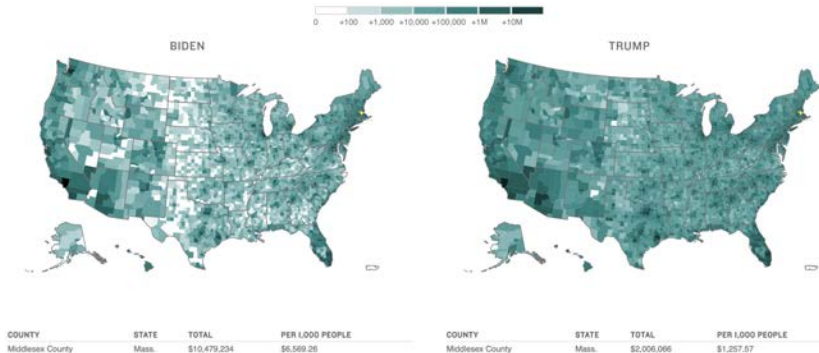 0 +100 +1,000 +10,000 +100,000 +1M +10M
BIDEN TRUMP
COUNTY STATE TOTAL PER 1,000 PEOPLE COUNTY STATE TOTAL PER 1,000 PEOPLE
Middlesex County Mass. $10,479,234 $6,569.26 Middlesex County Mass. $2,006,066 $1,257.57